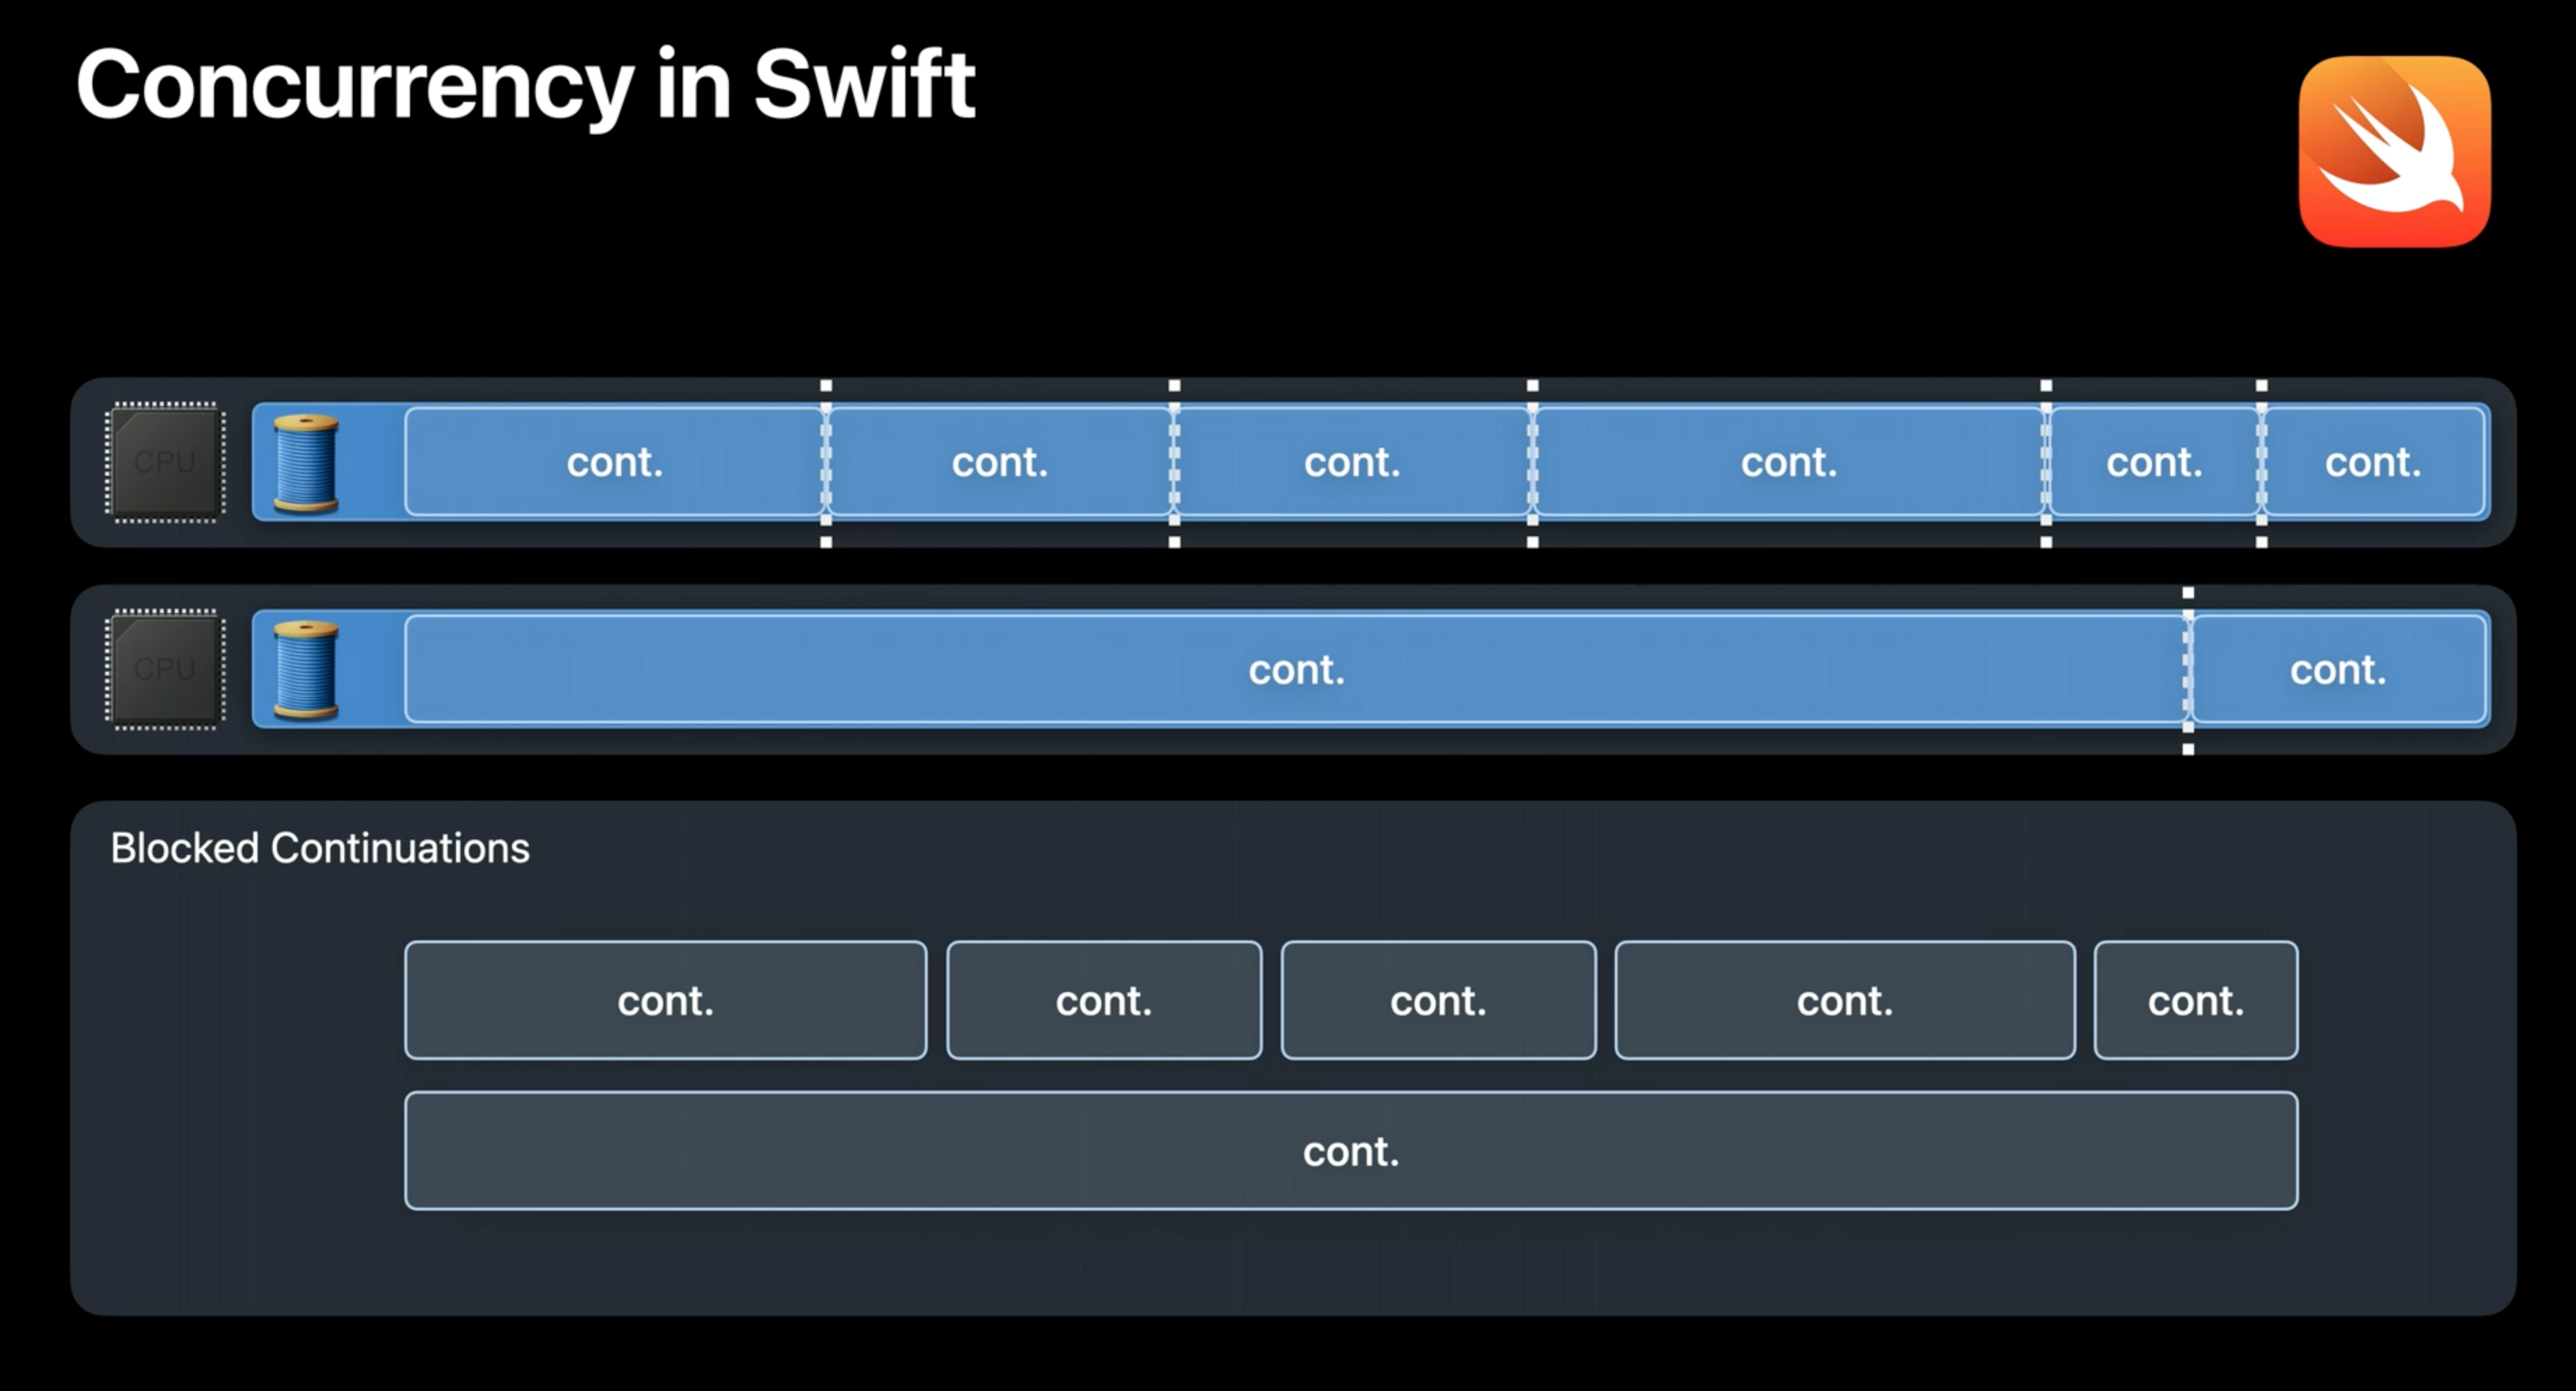 Concurrency in Swift
CPU
cont. cont. cont. cont. cont. cont.
CPU
cont. cont.
Blocked Continuations
cont. cont. cont. cont. cont.
cont.